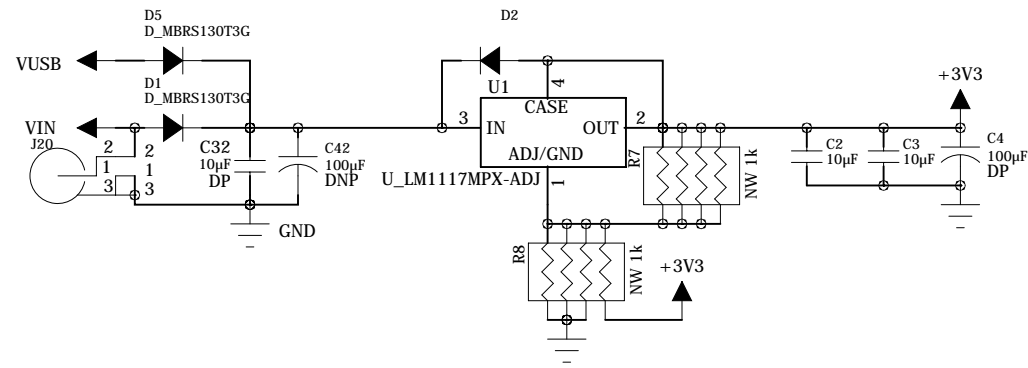 D5
D_MBRS130T3G
VUSB
D1
D_MBRS130T3G
VIN
J20
2
1
3
2
1
3
C32
10µF
DP
C42
100µF
DNP
GND
D2
U1
4
CASE
3
IN
OUT
2
ADJ/GND
U_LM1117MPX-ADJ
1
R7
NW 1k
R8
NW 1k
+3V3
C2
10µF
C3
10µF
+3V3
C4
100µF
DP